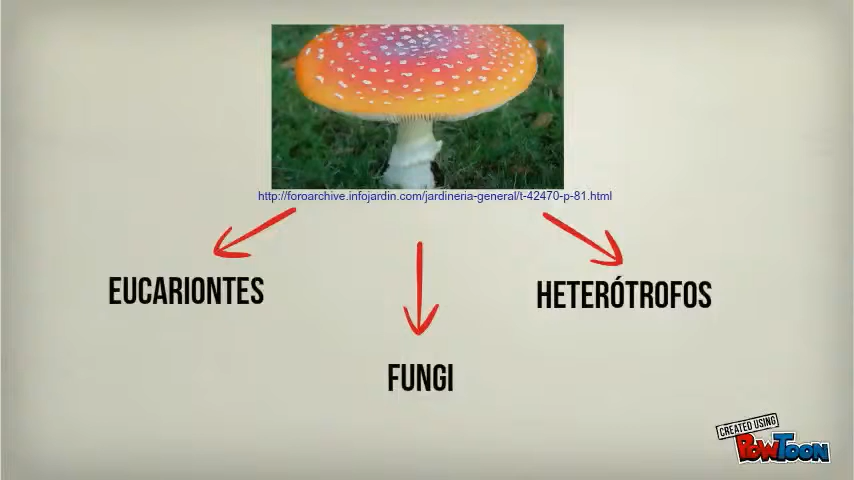 http://foroarchive.infojardin.com/jardineria-general/t-42470-p-81.html
EUCARIONTES
HETERÓTROFOS
FUNGI
CREATED USING
POWTOON